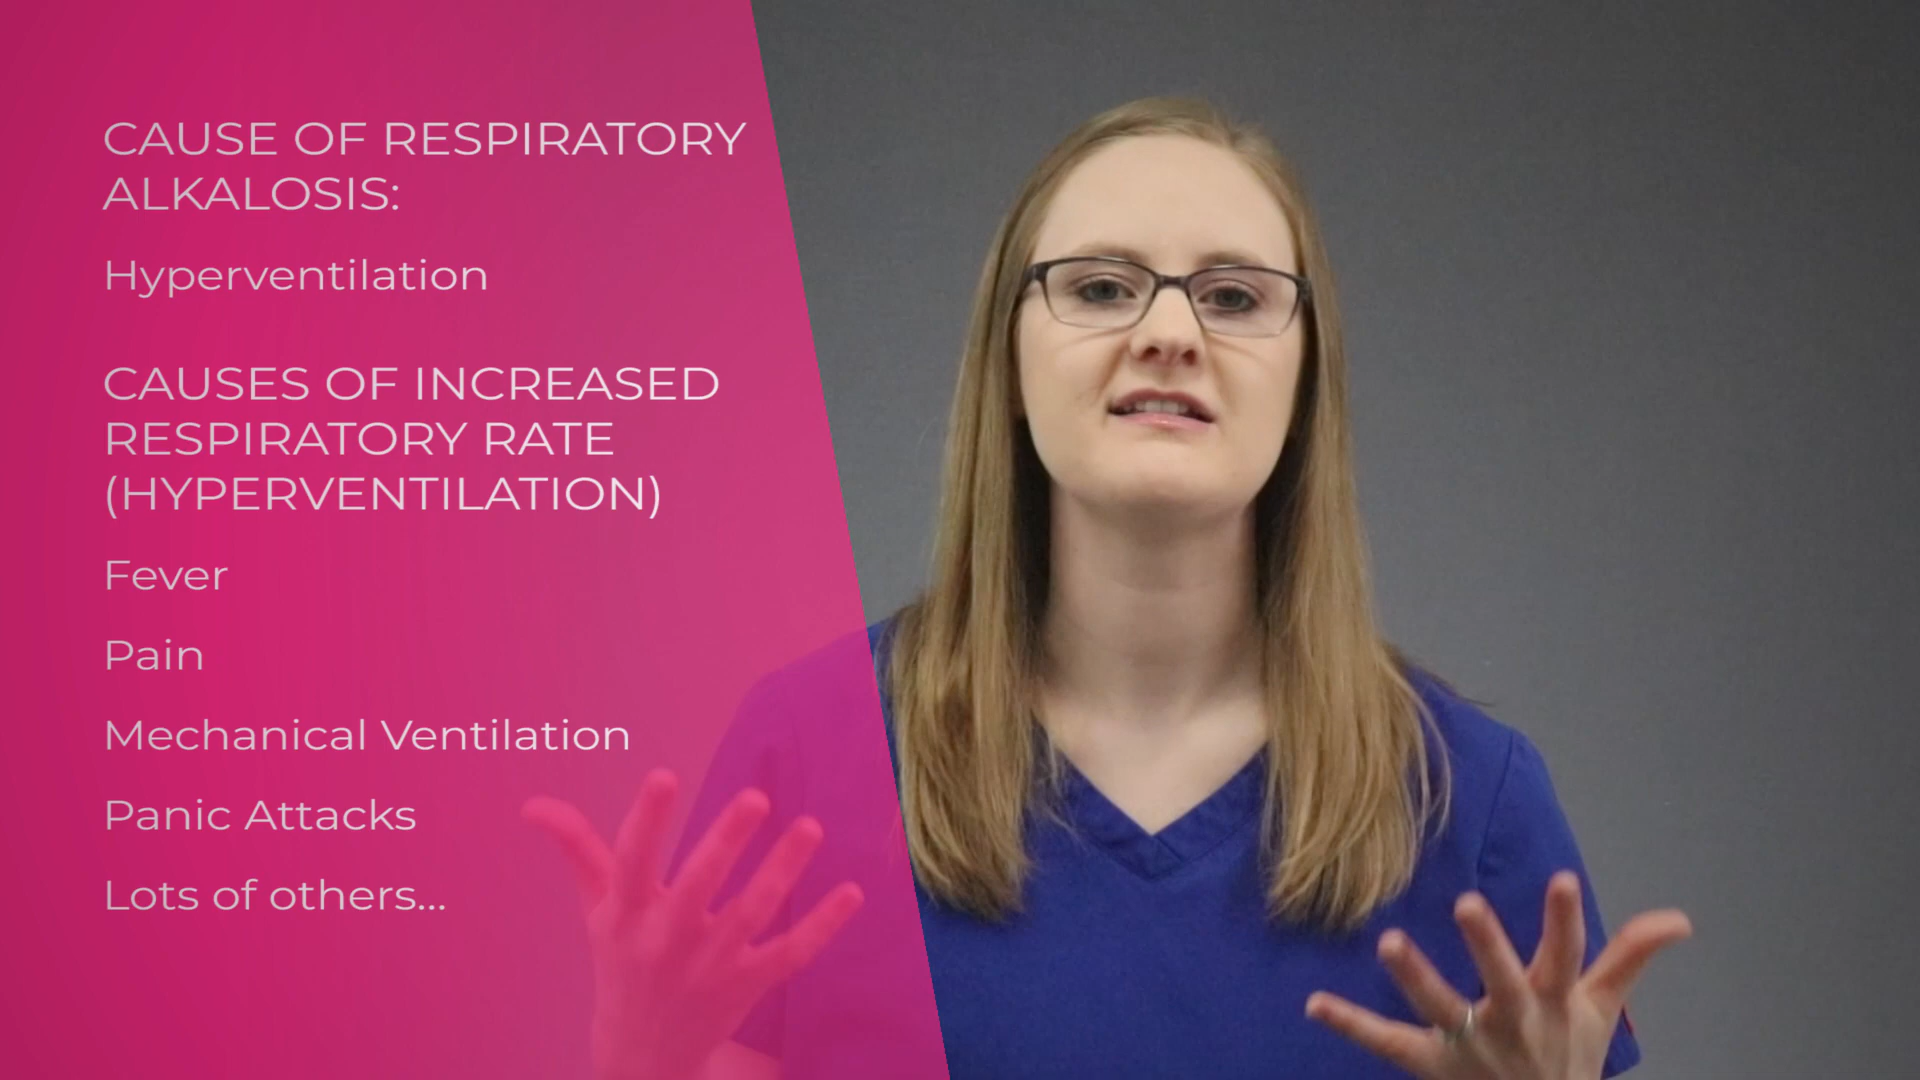 CAUSE OF RESPIRATORY
ALKALOSIS:
Hyperventilation
CAUSES OF INCREASED
RESPIRATORY RATE
(HYPERVENTILATION)
Fever
Pain
Mechanical Ventilation
Panic Attacks
Lots of others...